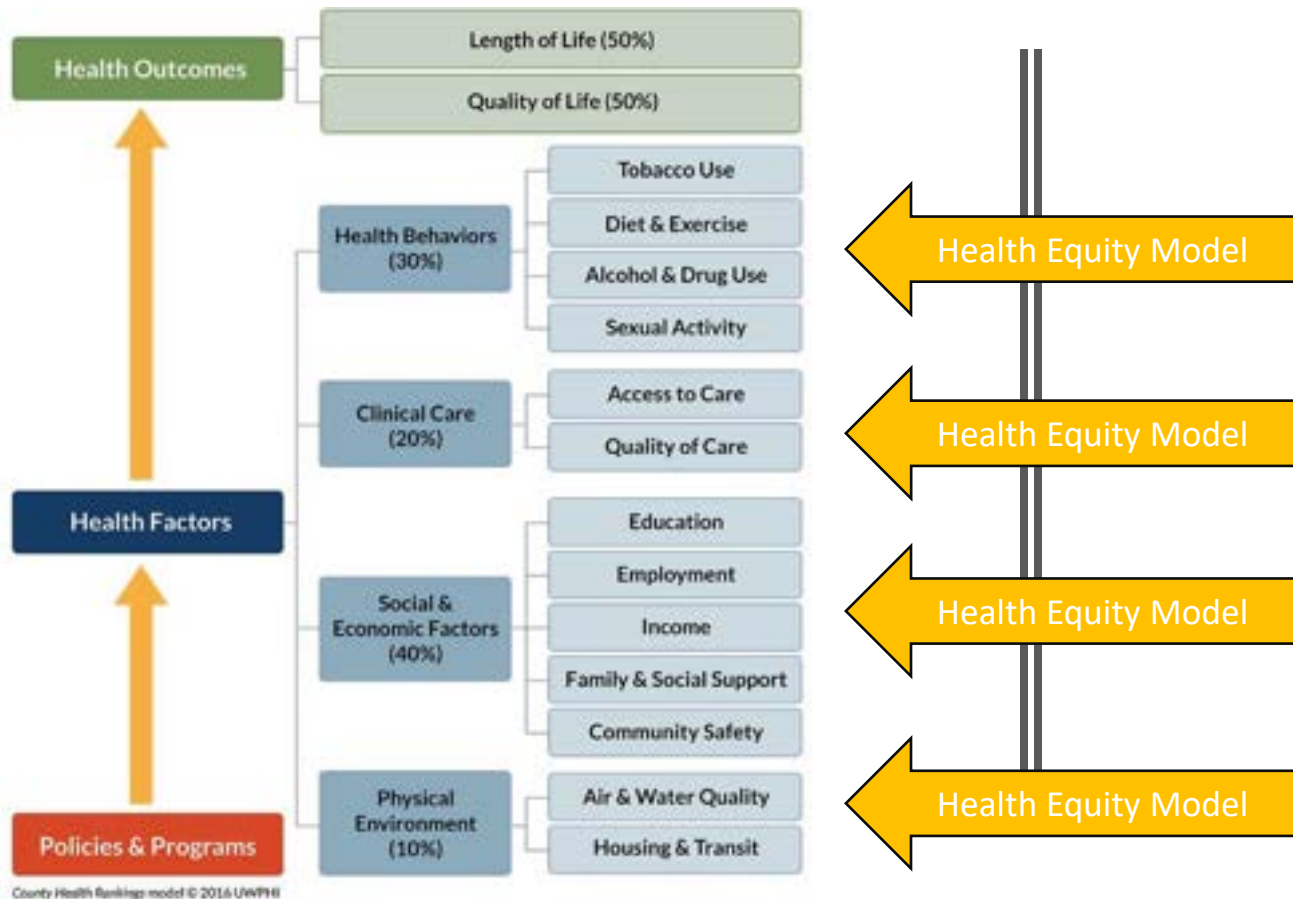 Health Outcomes
Length of Life (50%)
Quality of Life (50%)
Health Behaviors
(30%)
Tobacco Use
Diet & Exercise
Alcohol & Drug Use
Sexual Activity
Health Equity Model
Clinical Care
(20%)
Access to Care
Quality of Care
Health Equity Model
Health Factors
Social &
Economic Factors
(40%)
Education
Employment
Income
Family & Social Support
Community Safety
Health Equity Model
Physical
Environment
(10%)
Air & Water Quality
Housing & Transit
Health Equity Model
Policies & Programs
County Health Rankings model © 2016 UWPHI